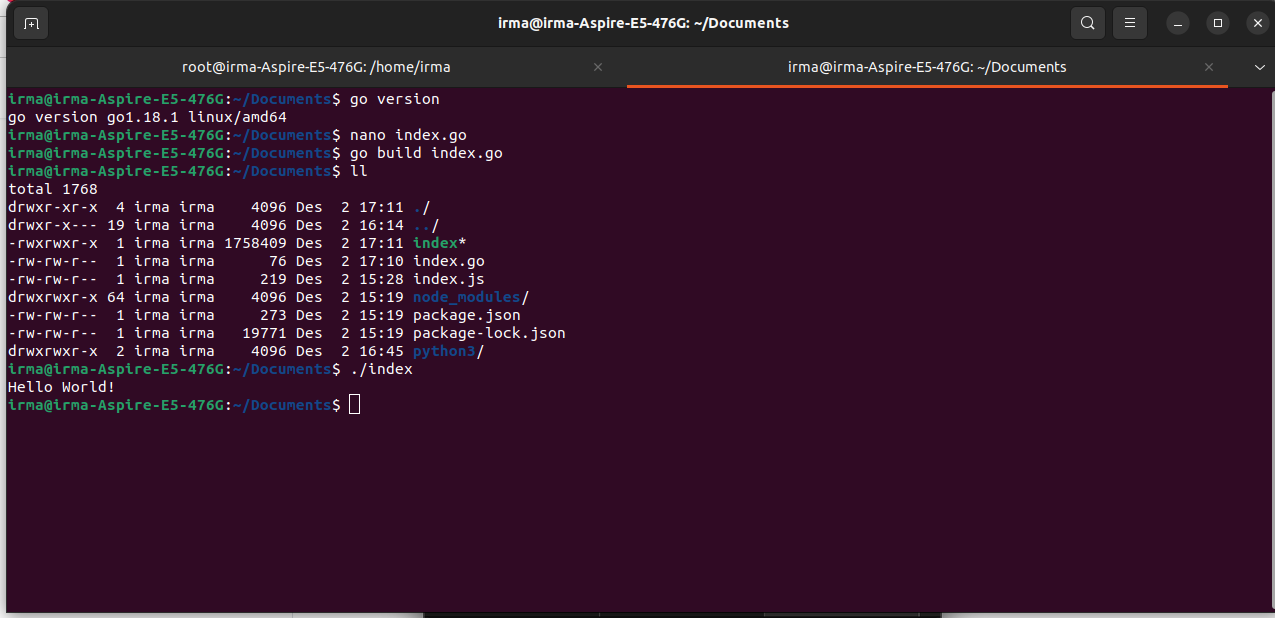 irma@irma-Aspire-E5-476G: ~/Documents
root@irma-Aspire-E5-476G: /home/irma
irma@irma-Aspire-E5-476G: ~/Documents
irma@irma-Aspire-E5-476G:~/Documents$ go version
go version go1.18.1 linux/amd64
irma@irma-Aspire-E5-476G:~/Documents$ nano index.go
irma@irma-Aspire-E5-476G:~/Documents$ go build index.go
irma@irma-Aspire-E5-476G:~/Documents$ ll
total 1768
drwxr-xr-x  4 irma irma    4096 Des  2 17:11 ./
drwxr-x--- 19 irma irma    4096 Des  2 16:14 ../
-rwxrwxr-x  1 irma irma 1758409 Des  2 17:11 index*
-rw-rw-r--  1 irma irma      76 Des  2 17:10 index.go
-rw-rw-r--  1 irma irma     219 Des  2 15:28 index.js
drwxrwxr-x 64 irma irma    4096 Des  2 15:19 node_modules/
-rw-rw-r--  1 irma irma     273 Des  2 15:19 package.json
-rw-rw-r--  1 irma irma   19771 Des  2 15:19 package-lock.json
drwxrwxr-x  2 irma irma    4096 Des  2 16:45 python3/
irma@irma-Aspire-E5-476G:~/Documents$ ./index
Hello World!
irma@irma-Aspire-E5-476G:~/Documents$